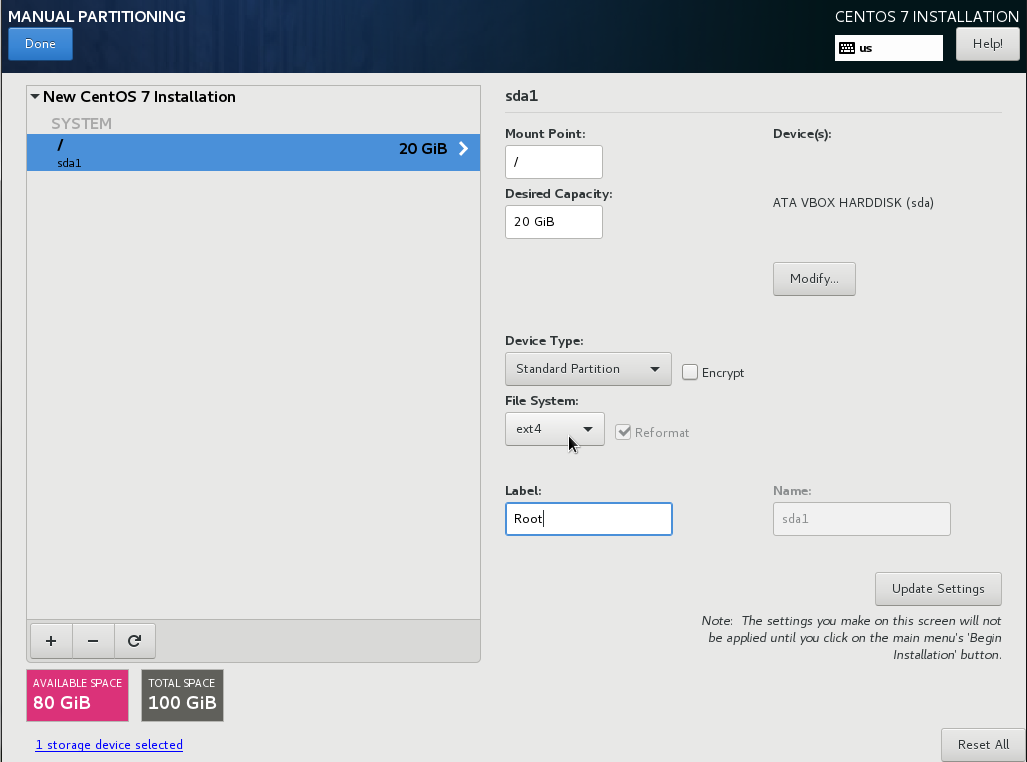 MANUAL PARTITIONING
CENTOS 7 INSTALLATION
Done
us
Help!
New CentOS 7 Installation
SYSTEM
/
20 GiB
sda1
sda1
Mount Point:
Device(s):
/
Desired Capacity:
ATA VBOX HARDDISK (sda)
20 GiB
Modify...
Device Type:
Standard Partition
Encrypt
File System:
ext4
Reformat
Label:
Name:
Root
sda1
Update Settings
Note: The settings you make on this screen will not
be applied until you click on the main menu's 'Begin
Installation' button.
+ −
AVAILABLE SPACE
80 GiB
TOTAL SPACE
100 GiB
1 storage device selected
Reset All